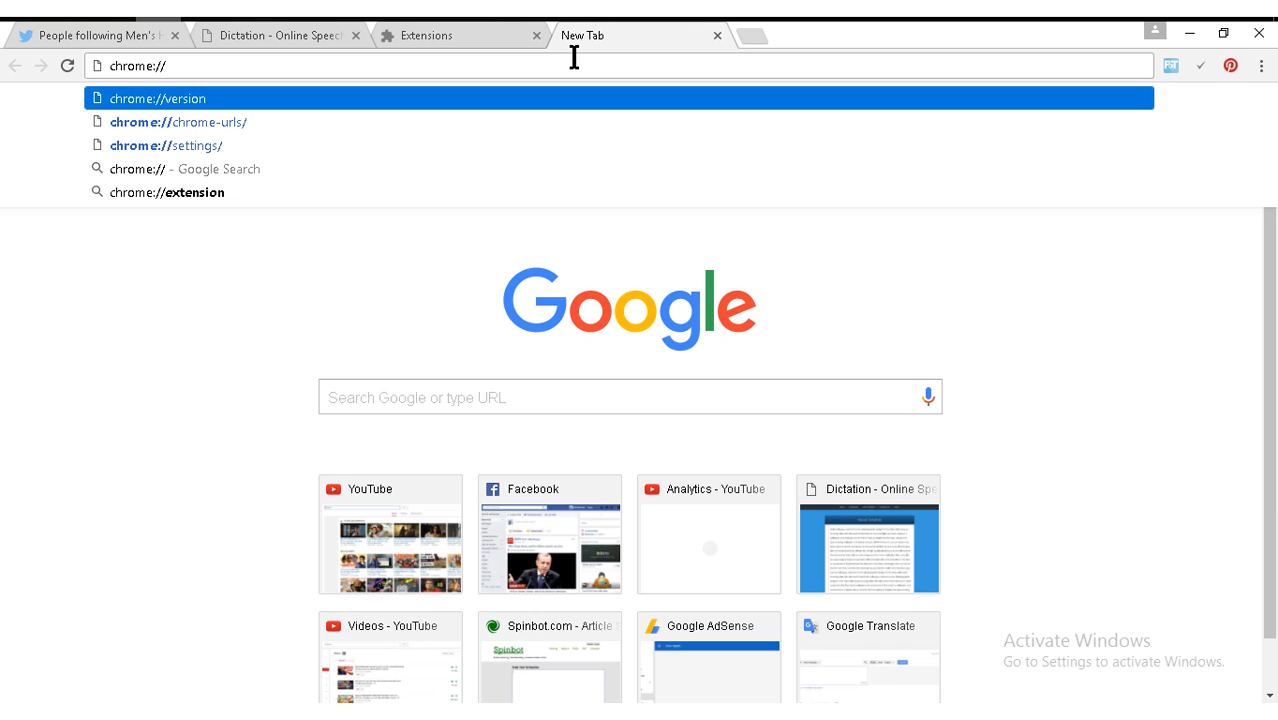 People following Men's
Dictation - Online Speech
Extensions
New Tab
chrome://
chrome://version
chrome://chrome-urls/
chrome://settings/
chrome:// - Google Search
chrome://extension
Google
Search Google or type URL
YouTube
Facebook
Analytics - YouTube
Dictation - Online Spe
Videos - YouTube
Spinbot.com - Article
Google AdSense
Google Translate
Spinbot
Activate Windows
Go to Settings to activate Windows.